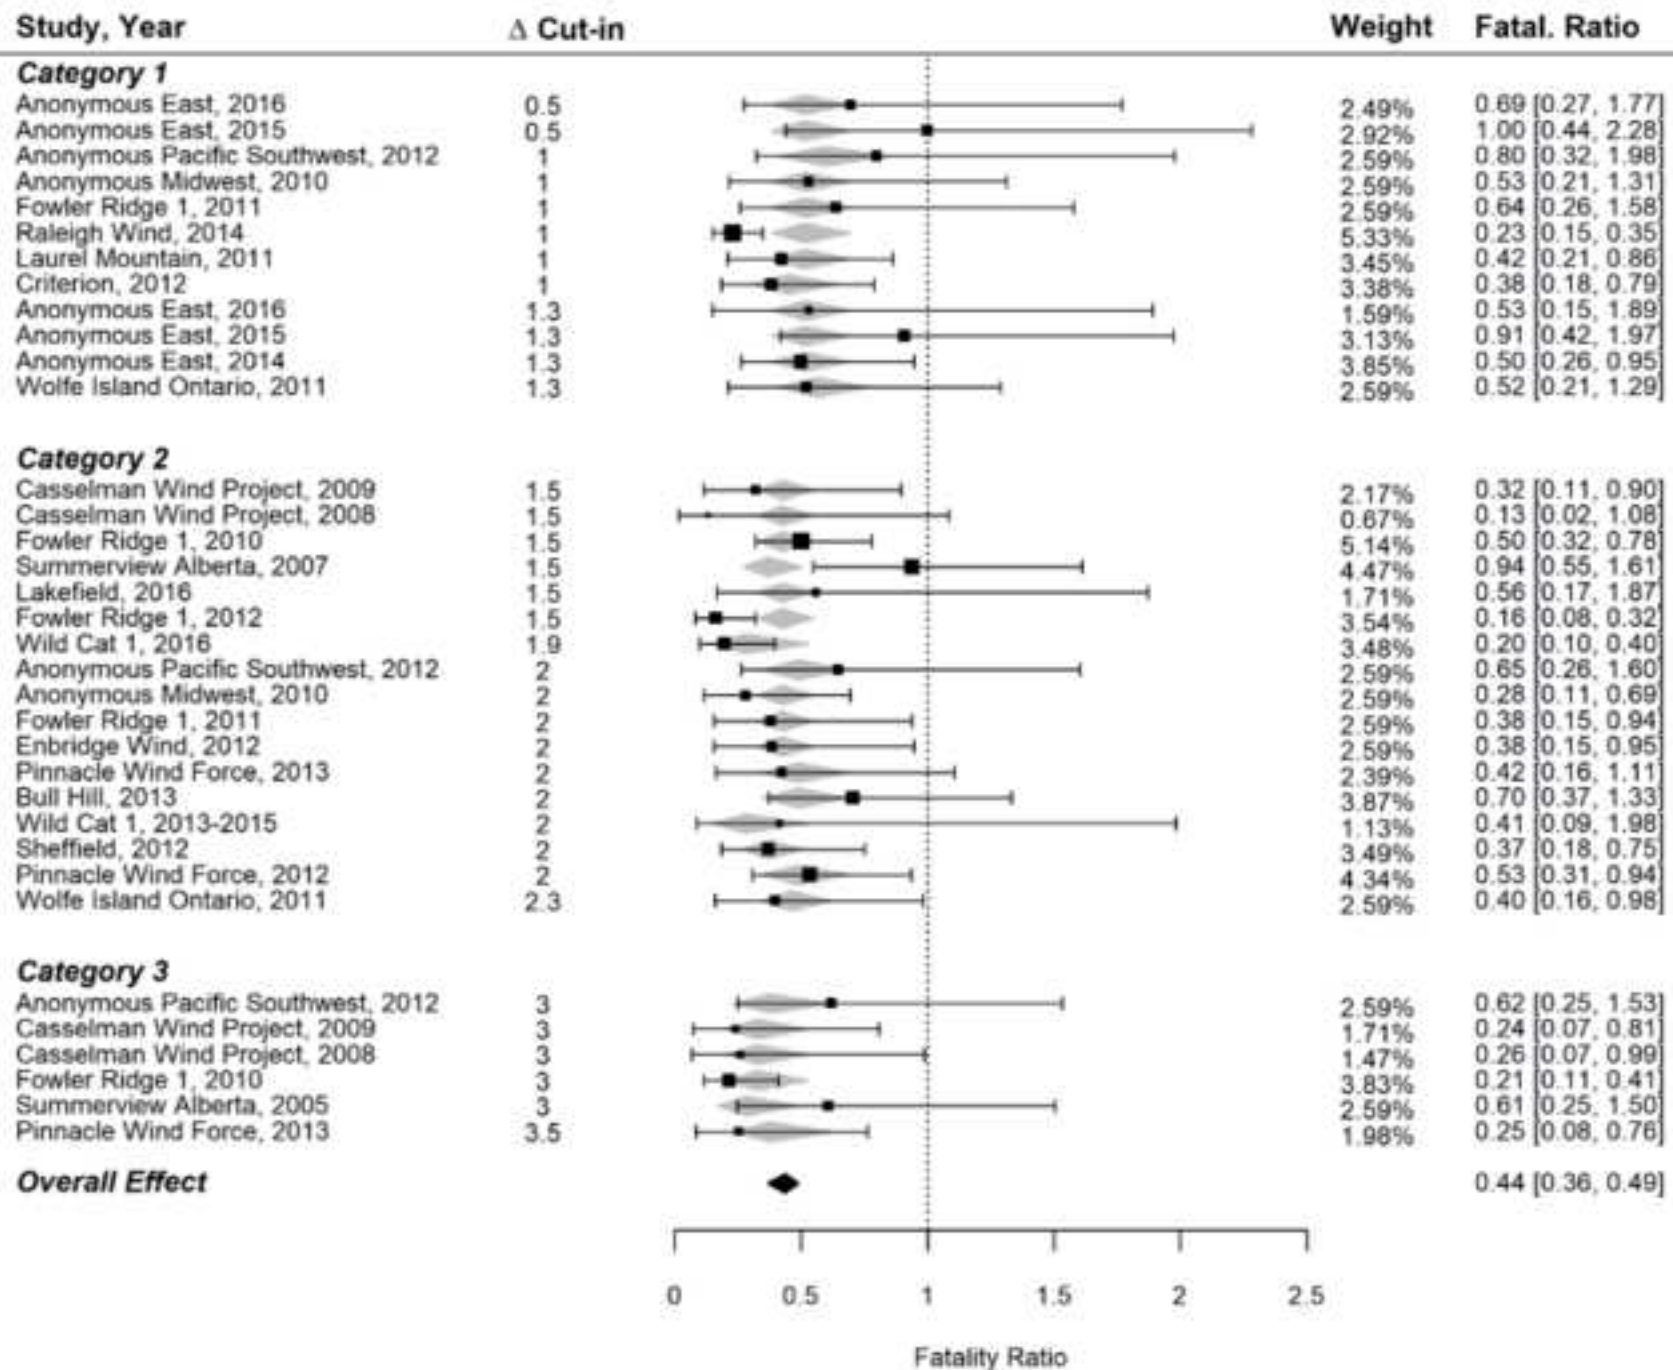 Study, Year Δ Cut-in Weight Fatal. Ratio
Category 1
Anonymous East, 2016 0.5 2.49% 0.69 [0.27, 1.77]
Anonymous East, 2015 0.5 2.92% 1.00 [0.44, 2.28]
Anonymous Pacific Southwest, 2012 1 2.59% 0.80 [0.32, 1.98]
Anonymous Midwest, 2010 1 2.59% 0.53 [0.21, 1.31]
Fowler Ridge 1, 2011 1 2.59% 0.64 [0.26, 1.58]
Raleigh Wind, 2014 1 5.33% 0.23 [0.15, 0.35]
Laurel Mountain, 2011 1 3.45% 0.42 [0.21, 0.86]
Criterion, 2012 1 3.38% 0.38 [0.18, 0.79]
Anonymous East, 2016 1.3 1.59% 0.53 [0.15, 1.89]
Anonymous East, 2015 1.3 3.13% 0.91 [0.42, 1.97]
Anonymous East, 2014 1.3 3.85% 0.50 [0.26, 0.95]
Wolfe Island Ontario, 2011 1.3 2.59% 0.52 [0.21, 1.29]
Category 2
Casselman Wind Project, 2009 1.5 2.17% 0.32 [0.11, 0.90]
Casselman Wind Project, 2008 1.5 0.67% 0.13 [0.02, 1.08]
Fowler Ridge 1, 2010 1.5 5.14% 0.50 [0.32, 0.78]
Summerview Alberta, 2007 1.5 4.47% 0.94 [0.55, 1.61]
Lakefield, 2016 1.5 1.71% 0.56 [0.17, 1.87]
Fowler Ridge 1, 2012 1.5 3.54% 0.16 [0.08, 0.32]
Wild Cat 1, 2016 1.9 3.48% 0.20 [0.10, 0.40]
Anonymous Pacific Southwest, 2012 2 2.59% 0.65 [0.26, 1.60]
Anonymous Midwest, 2010 2 2.59% 0.28 [0.11, 0.69]
Fowler Ridge 1, 2011 2 2.59% 0.38 [0.15, 0.94]
Enbridge Wind, 2012 2 2.59% 0.38 [0.15, 0.95]
Pinnacle Wind Force, 2013 2 2.39% 0.42 [0.16, 1.11]
Bull Hill, 2013 2 3.87% 0.70 [0.37, 1.33]
Wild Cat 1, 2013-2015 2 1.13% 0.41 [0.09, 1.98]
Sheffield, 2012 2 3.49% 0.37 [0.18, 0.75]
Pinnacle Wind Force, 2012 2 4.34% 0.53 [0.31, 0.94]
Wolfe Island Ontario, 2011 2.3 2.59% 0.40 [0.16, 0.98]
Category 3
Anonymous Pacific Southwest, 2012 3 2.59% 0.62 [0.25, 1.53]
Casselman Wind Project, 2009 3 1.71% 0.24 [0.07, 0.81]
Casselman Wind Project, 2008 3 1.47% 0.26 [0.07, 0.99]
Fowler Ridge 1, 2010 3 3.83% 0.21 [0.11, 0.41]
Summerview Alberta, 2005 3 2.59% 0.61 [0.25, 1.50]
Pinnacle Wind Force, 2013 3.5 1.98% 0.25 [0.08, 0.76]
Overall Effect 0.44 [0.36, 0.49]
0 0.5 1 1.5 2 2.5
Fatality Ratio